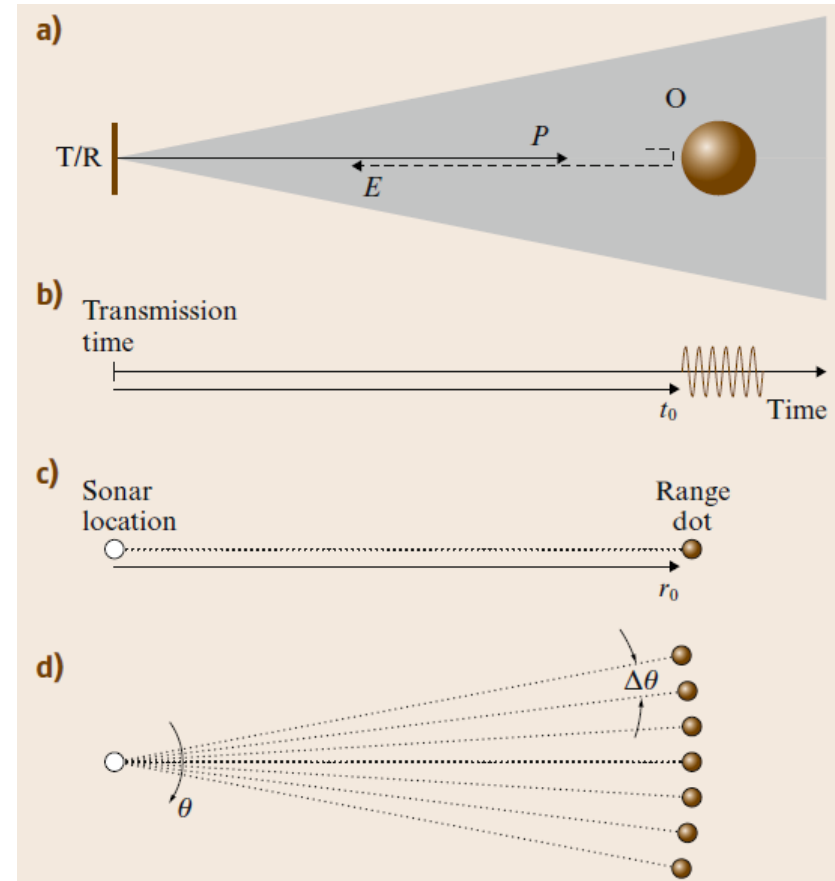 a)
O
T/R
P
E
b)
Transmission
time
t₀
Time
c)
Sonar
location
Range
dot
r₀
d)
Δθ
θ